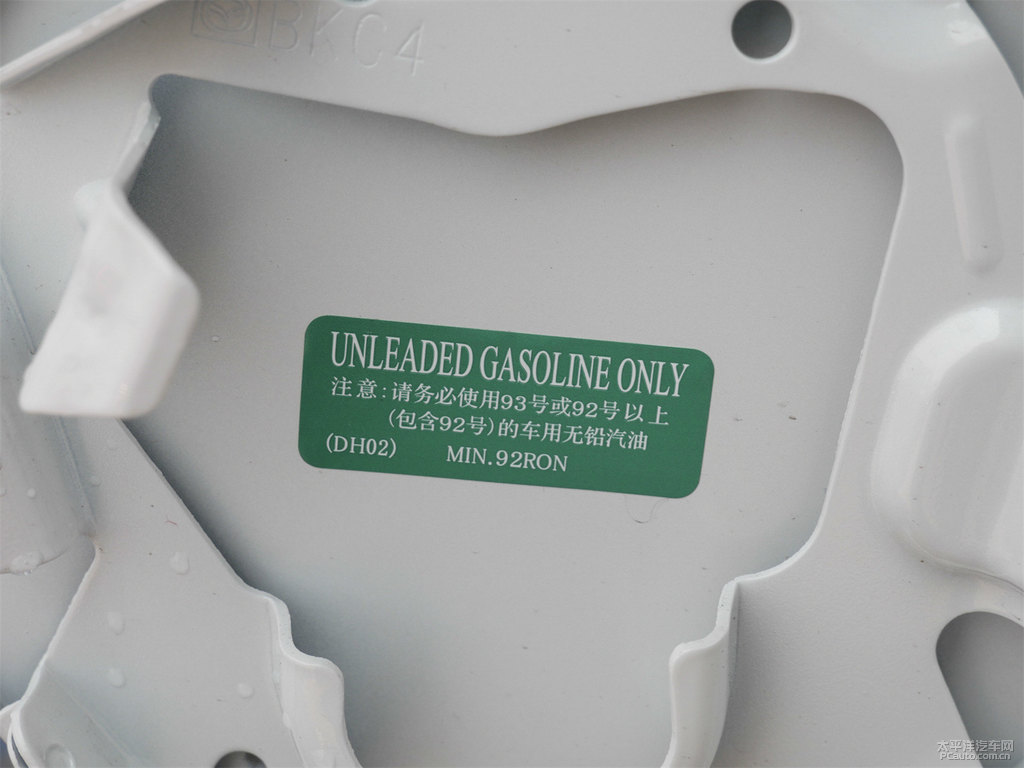 BKC4
UNLEADED GASOLINE ONLY
注意:请务必使用93号或92号以上
(包含92号)的车用无铅汽油
(DH02) MIN.92RON
太平洋汽车网
PCauto.com.cn